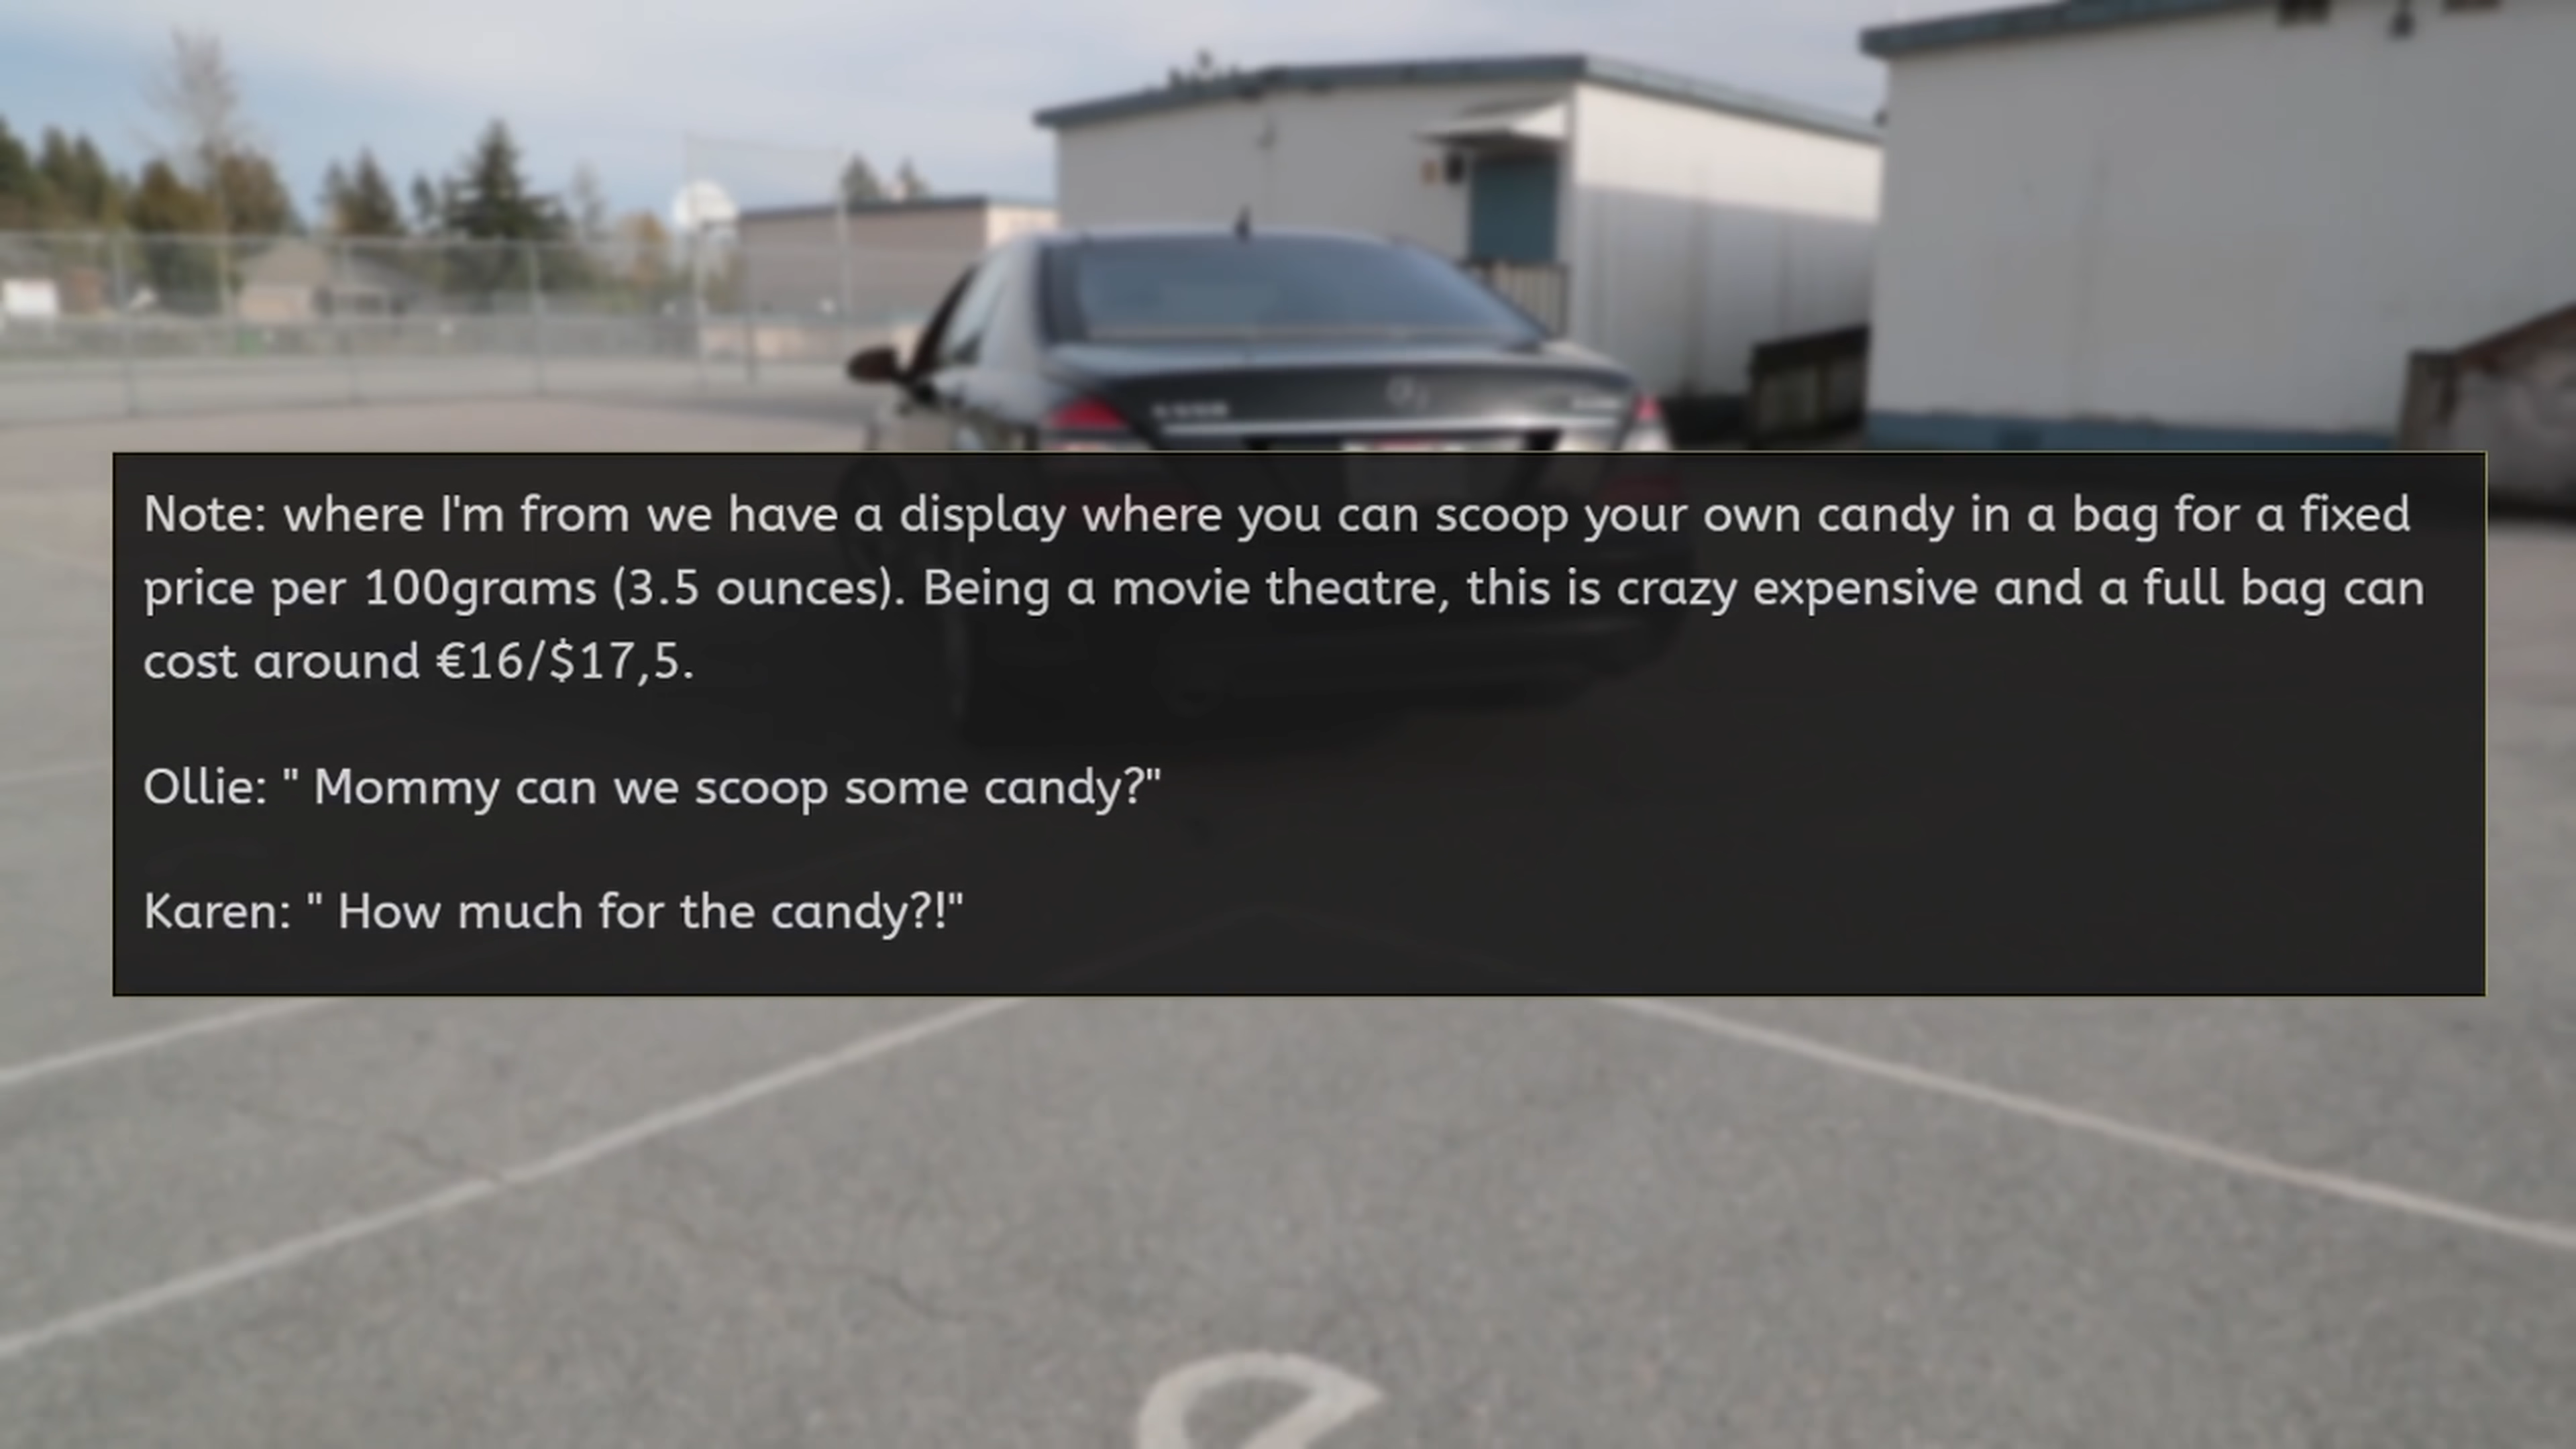 Note: where I'm from we have a display where you can scoop your own candy in a bag for a fixed
price per 100grams (3.5 ounces). Being a movie theatre, this is crazy expensive and a full bag can
cost around €16/$17,5.
Ollie: " Mommy can we scoop some candy?"
Karen: " How much for the candy?!"